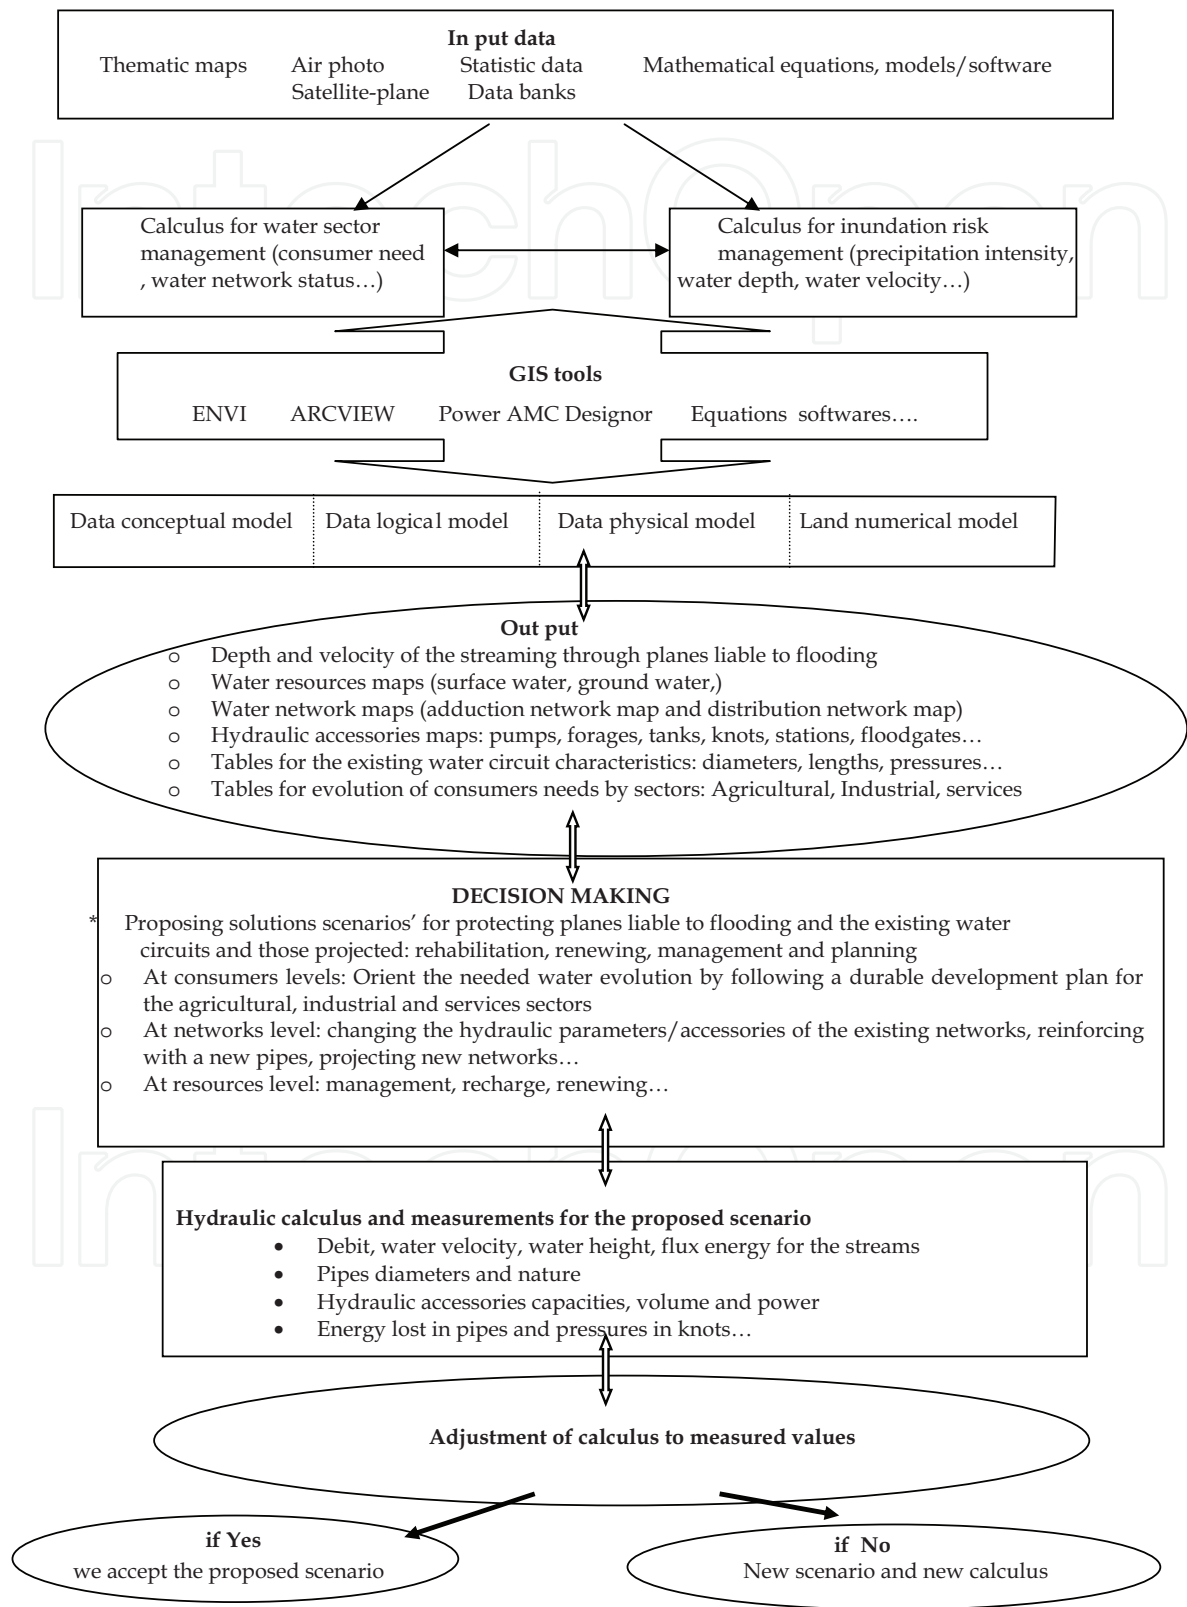 In put data
Thematic maps Air photo Statistic data Mathematical equations, models/software
Satellite-plane Data banks
Calculus for water sector
management (consumer need
, water network status…)
Calculus for inundation risk
management (precipitation intensity,
water depth, water velocity…)
GIS tools
ENVI ARCVIEW Power AMC Designor Equations softwares….
Data conceptual model Data logical model Data physical model Land numerical model
Out put
o Depth and velocity of the streaming through planes liable to flooding
o Water resources maps (surface water, ground water,)
o Water network maps (adduction network map and distribution network map)
o Hydraulic accessories maps: pumps, forages, tanks, knots, stations, floodgates…
o Tables for the existing water circuit characteristics: diameters, lengths, pressures…
o Tables for evolution of consumers needs by sectors: Agricultural, Industrial, services
DECISION MAKING
* Proposing solutions scenarios’ for protecting planes liable to flooding and the existing water
circuits and those projected: rehabilitation, renewing, management and planning
o At consumers levels: Orient the needed water evolution by following a durable development plan for
the agricultural, industrial and services sectors
o At networks level: changing the hydraulic parameters/accessories of the existing networks, reinforcing
with a new pipes, projecting new networks…
o At resources level: management, recharge, renewing…
Hydraulic calculus and measurements for the proposed scenario
• Debit, water velocity, water height, flux energy for the streams
• Pipes diameters and nature
• Hydraulic accessories capacities, volume and power
• Energy lost in pipes and pressures in knots…
Adjustment of calculus to measured values
if Yes
we accept the proposed scenario
if No
New scenario and new calculus
IntechOpen
IntechOpen